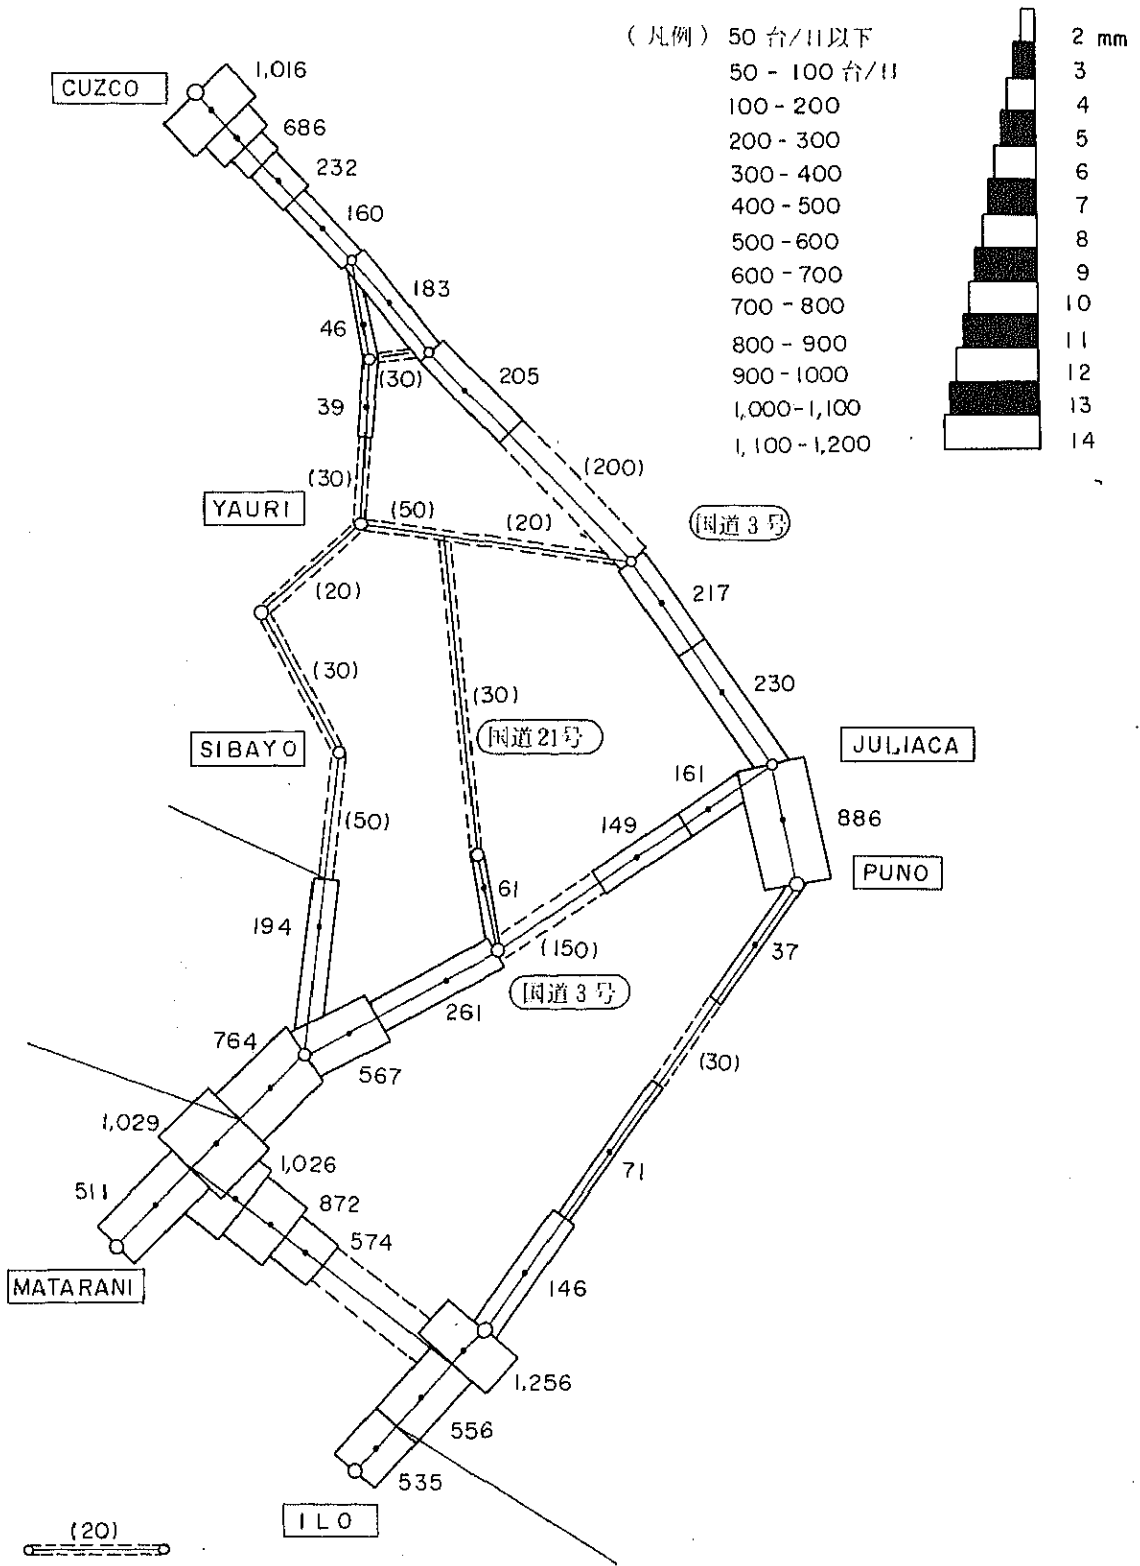 (凡例) 50 台/日以下 2 mm
50 - 100 台/日 3
100 - 200 4
200 - 300 5
300 - 400 6
400 - 500 7
500 - 600 8
600 - 700 9
700 - 800 10
800 - 900 11
900 - 1000 12
1,000 - 1,100 13
1,100 - 1,200 14
CUZCO
1,016
686
232
160
183
46
(30)
39
205
(30)
(200)
YAURI
(50)
(20)
国道3号
(20)
217
(30)
(30)
230
国道21号
SIBAYO
JULIACA
161
(50)
149
886
PUNO
61
194
(150)
37
国道3号
261
764
567
(30)
1,029
1,026
71
511
872
574
MATARANI
146
1,256
556
535
ILO
(20)